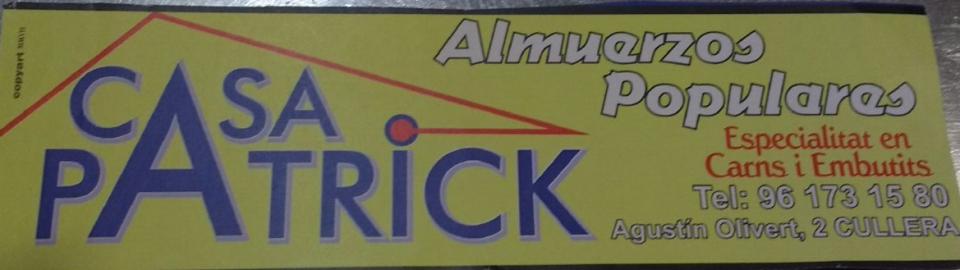 CASA
PATRiCK
Almuerzos
Populares
Especialitat en
Carns i Embutits
Tel: 96 173 15 80
Agustín Olivert, 2 CULLERA
copyart